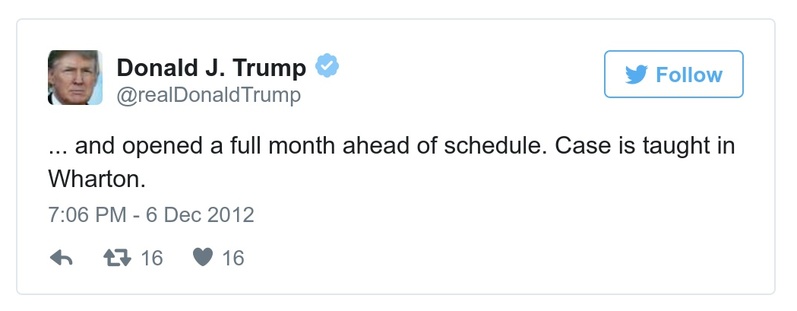 Donald J. Trump
@realDonaldTrump
Follow
... and opened a full month ahead of schedule. Case is taught in
Wharton.
7:06 PM - 6 Dec 2012
16 16